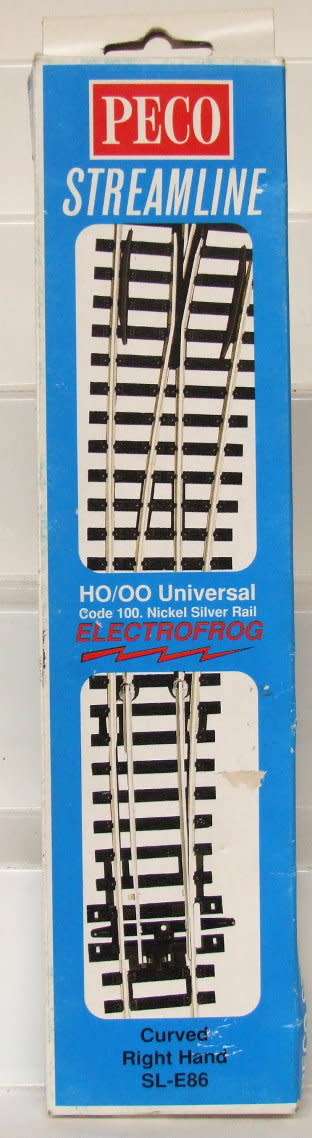 PECO
STREAMLINE
HO/OO Universal
Code 100. Nickel Silver Rail
ELECTROFROG
Curved
Right Hand
SL-E86